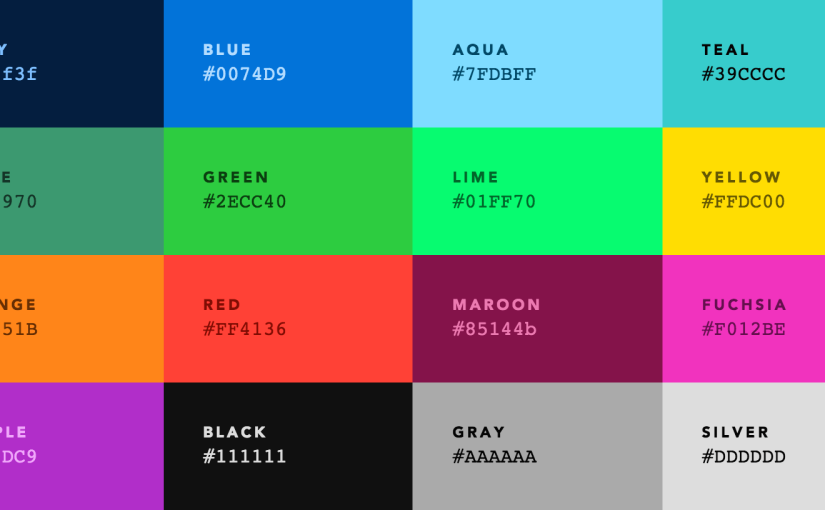 Y
f3f
BLUE
#0074D9
AQUA
#7FDBFF
TEAL
#39CCCC
E
970
GREEN
#2ECC40
LIME
#01FF70
YELLOW
#FFDC00
NGE
51B
RED
#FF4136
MAROON
#85144b
FUCHSIA
#F012BE
PLE
DC9
BLACK
#111111
GRAY
#AAAAAA
SILVER
#DDDDDD